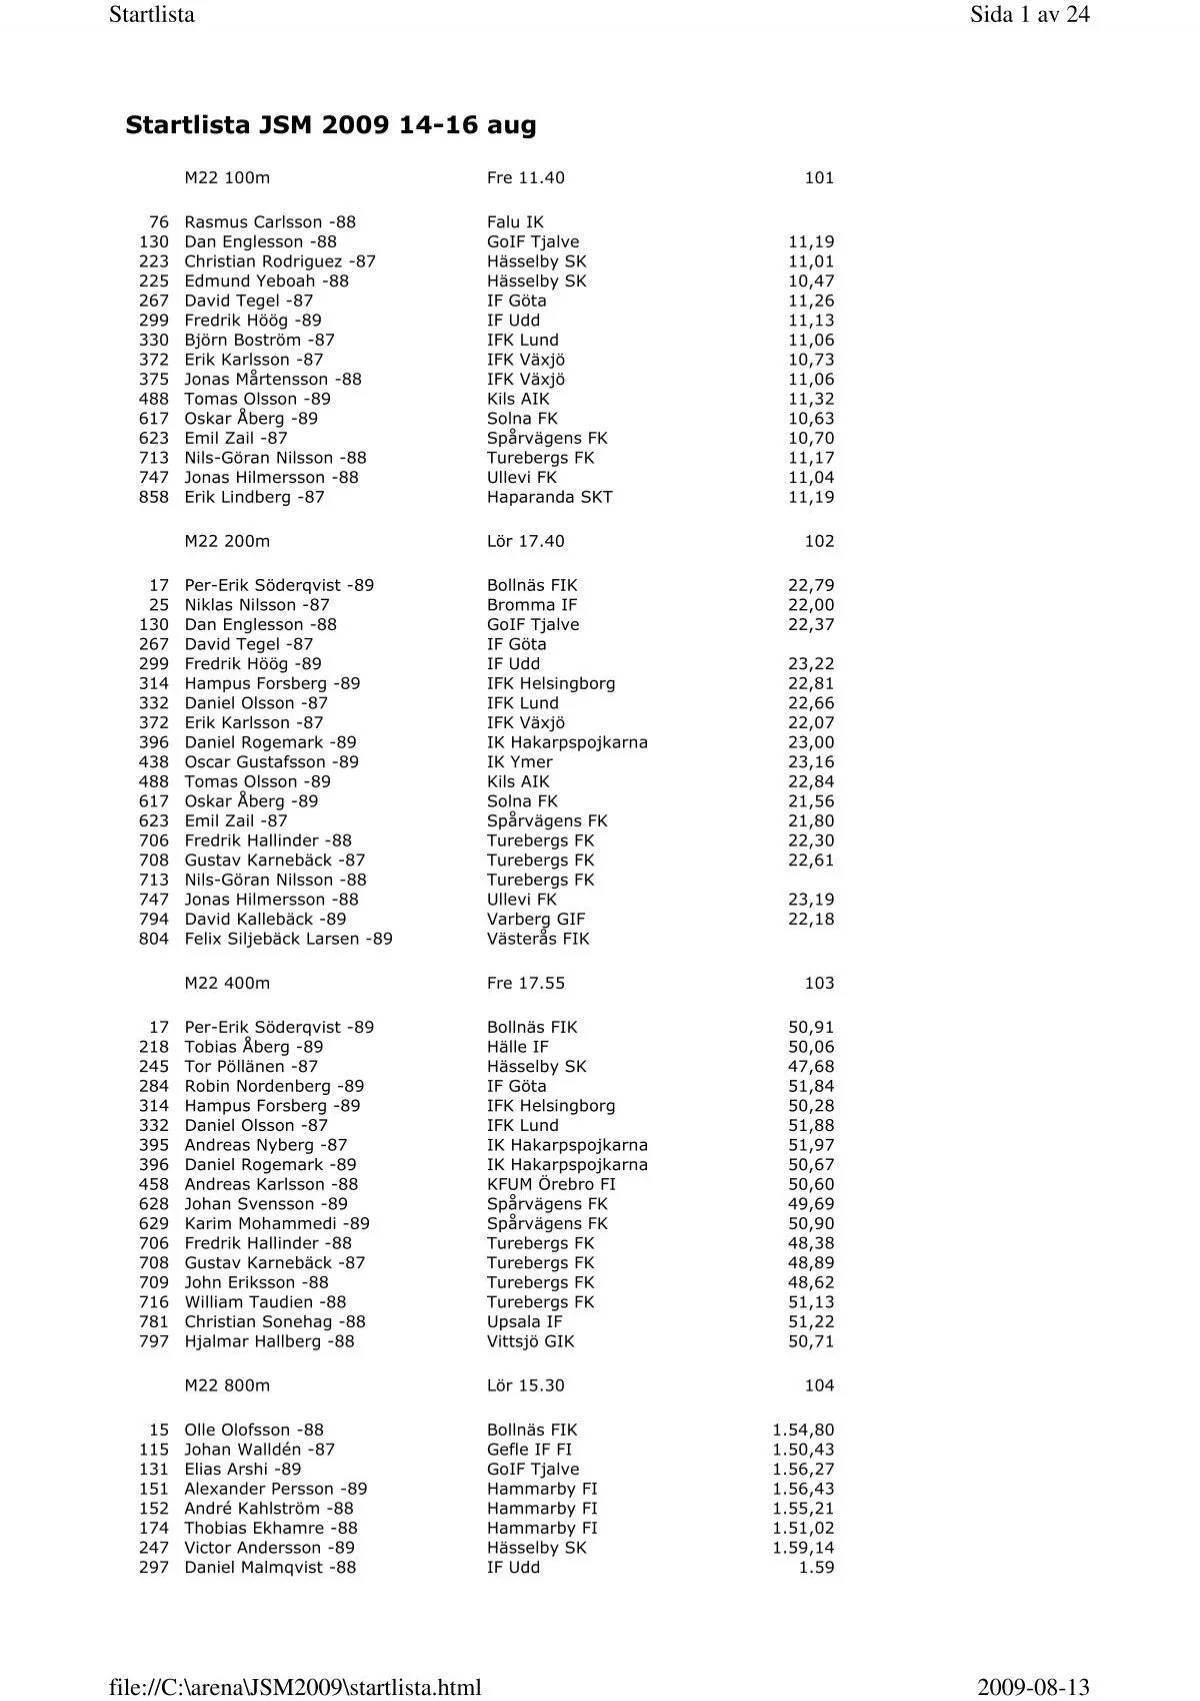 Startlista Sida 1 av 24
Startlista JSM 2009 14-16 aug
M22 100m Fre 11.40 101
76 Rasmus Carlsson -88 Falu IK
130 Dan Englesson -88 GoIF Tjalve 11,19
223 Christian Rodriguez -87 Hässelby SK 11,01
225 Edmund Yeboah -88 Hässelby SK 10,47
267 David Tegel -87 IF Göta 11,26
299 Fredrik Höög -89 IF Udd 11,13
330 Björn Boström -87 IFK Lund 11,06
372 Erik Karlsson -87 IFK Växjö 10,73
375 Jonas Mårtensson -88 IFK Växjö 11,06
488 Tomas Olsson -89 Kils AIK 11,32
617 Oskar Åberg -89 Solna FK 10,63
623 Emil Zail -87 Spårvägens FK 10,70
713 Nils-Göran Nilsson -88 Turebergs FK 11,17
747 Jonas Hilmersson -88 Ullevi FK 11,04
858 Erik Lindberg -87 Haparanda SKT 11,19
M22 200m Lör 17.40 102
17 Per-Erik Söderqvist -89 Bollnäs FIK 22,79
25 Niklas Nilsson -87 Bromma IF 22,00
130 Dan Englesson -88 GoIF Tjalve 22,37
267 David Tegel -87 IF Göta
299 Fredrik Höög -89 IF Udd 23,22
314 Hampus Forsberg -89 IFK Helsingborg 22,81
332 Daniel Olsson -87 IFK Lund 22,66
372 Erik Karlsson -87 IFK Växjö 22,07
396 Daniel Rogemark -89 IK Hakarpspojkarna 23,00
438 Oscar Gustafsson -89 IK Ymer 23,16
488 Tomas Olsson -89 Kils AIK 22,84
617 Oskar Åberg -89 Solna FK 21,56
623 Emil Zail -87 Spårvägens FK 21,80
706 Fredrik Hallinder -88 Turebergs FK 22,30
708 Gustav Karnebäck -87 Turebergs FK 22,61
713 Nils-Göran Nilsson -88 Turebergs FK
747 Jonas Hilmersson -88 Ullevi FK 23,19
794 David Kallebäck -89 Varberg GIF 22,18
804 Felix Siljebäck Larsen -89 Västerås FIK
M22 400m Fre 17.55 103
17 Per-Erik Söderqvist -89 Bollnäs FIK 50,91
218 Tobias Åberg -89 Hälle IF 50,06
245 Tor Pöllänen -87 Hässelby SK 47,68
284 Robin Nordenberg -89 IF Göta 51,84
314 Hampus Forsberg -89 IFK Helsingborg 50,28
332 Daniel Olsson -87 IFK Lund 51,88
395 Andreas Nyberg -87 IK Hakarpspojkarna 51,97
396 Daniel Rogemark -89 IK Hakarpspojkarna 50,67
458 Andreas Karlsson -88 KFUM Örebro FI 50,60
628 Johan Svensson -89 Spårvägens FK 49,69
629 Karim Mohammedi -89 Spårvägens FK 50,90
706 Fredrik Hallinder -88 Turebergs FK 48,38
708 Gustav Karnebäck -87 Turebergs FK 48,89
709 John Eriksson -88 Turebergs FK 48,62
716 William Taudien -88 Turebergs FK 51,13
781 Christian Sonehag -88 Upsala IF 51,22
797 Hjalmar Hallberg -88 Vittsjö GIK 50,71
M22 800m Lör 15.30 104
15 Olle Olofsson -88 Bollnäs FIK 1.54,80
115 Johan Walldén -87 Gefle IF FI 1.50,43
131 Elias Arshi -89 GoIF Tjalve 1.56,27
151 Alexander Persson -89 Hammarby FI 1.56,43
152 André Kahlström -88 Hammarby FI 1.55,21
174 Thobias Ekhamre -88 Hammarby FI 1.51,02
247 Victor Andersson -89 Hässelby SK 1.59,14
297 Daniel Malmqvist -88 IF Udd 1.59
file://C:\arena\JSM2009\startlista.html 2009-08-13